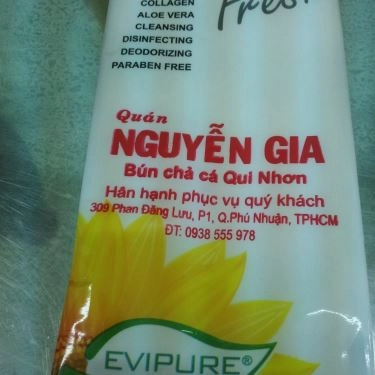 Fresh
COLLAGEN
ALOE VERA
CLEANSING
DISINFECTING
DEODORIZING
PARABEN FREE
Quán
NGUYỄN GIA
Bún chả cá Qui Nhơn
Hân hạnh phục vụ quý khách
309 Phan Đăng Lưu, P1, Q.Phú Nhuận, TPHCM
ĐT: 0938 555 978
EVIPURE®